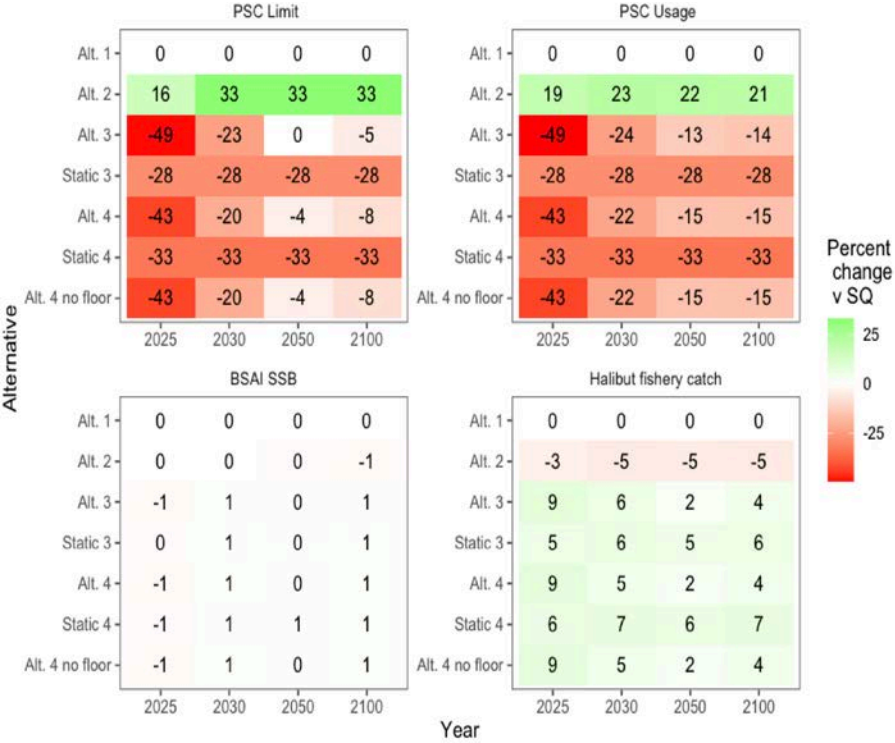 PSC Limit
Alt. 1 0 0 0 0
Alt. 2 16 33 33 33
Alt. 3 -49 -23 0 -5
Static 3 -28 -28 -28 -28
Alt. 4 -43 -20 -4 -8
Static 4 -33 -33 -33 -33
Alt. 4 no floor -43 -20 -4 -8
2025 2030 2050 2100
PSC Usage
Alt. 1 0 0 0 0
Alt. 2 19 23 22 21
Alt. 3 -49 -24 -13 -14
Static 3 -28 -28 -28 -28
Alt. 4 -43 -22 -15 -15
Static 4 -33 -33 -33 -33
Alt. 4 no floor -43 -22 -15 -15
2025 2030 2050 2100
Alternative
BSAI SSB
Alt. 1 0 0 0 0
Alt. 2 0 0 0 -1
Alt. 3 -1 1 0 1
Static 3 0 1 0 1
Alt. 4 -1 1 0 1
Static 4 -1 1 1 1
Alt. 4 no floor -1 1 0 1
2025 2030 2050 2100
Halibut fishery catch
Alt. 1 0 0 0 0
Alt. 2 -3 -5 -5 -5
Alt. 3 9 6 2 4
Static 3 5 6 5 6
Alt. 4 9 5 2 4
Static 4 6 7 6 7
Alt. 4 no floor 9 5 2 4
2025 2030 2050 2100
Year
Percent
change
v SQ
25
0
-25